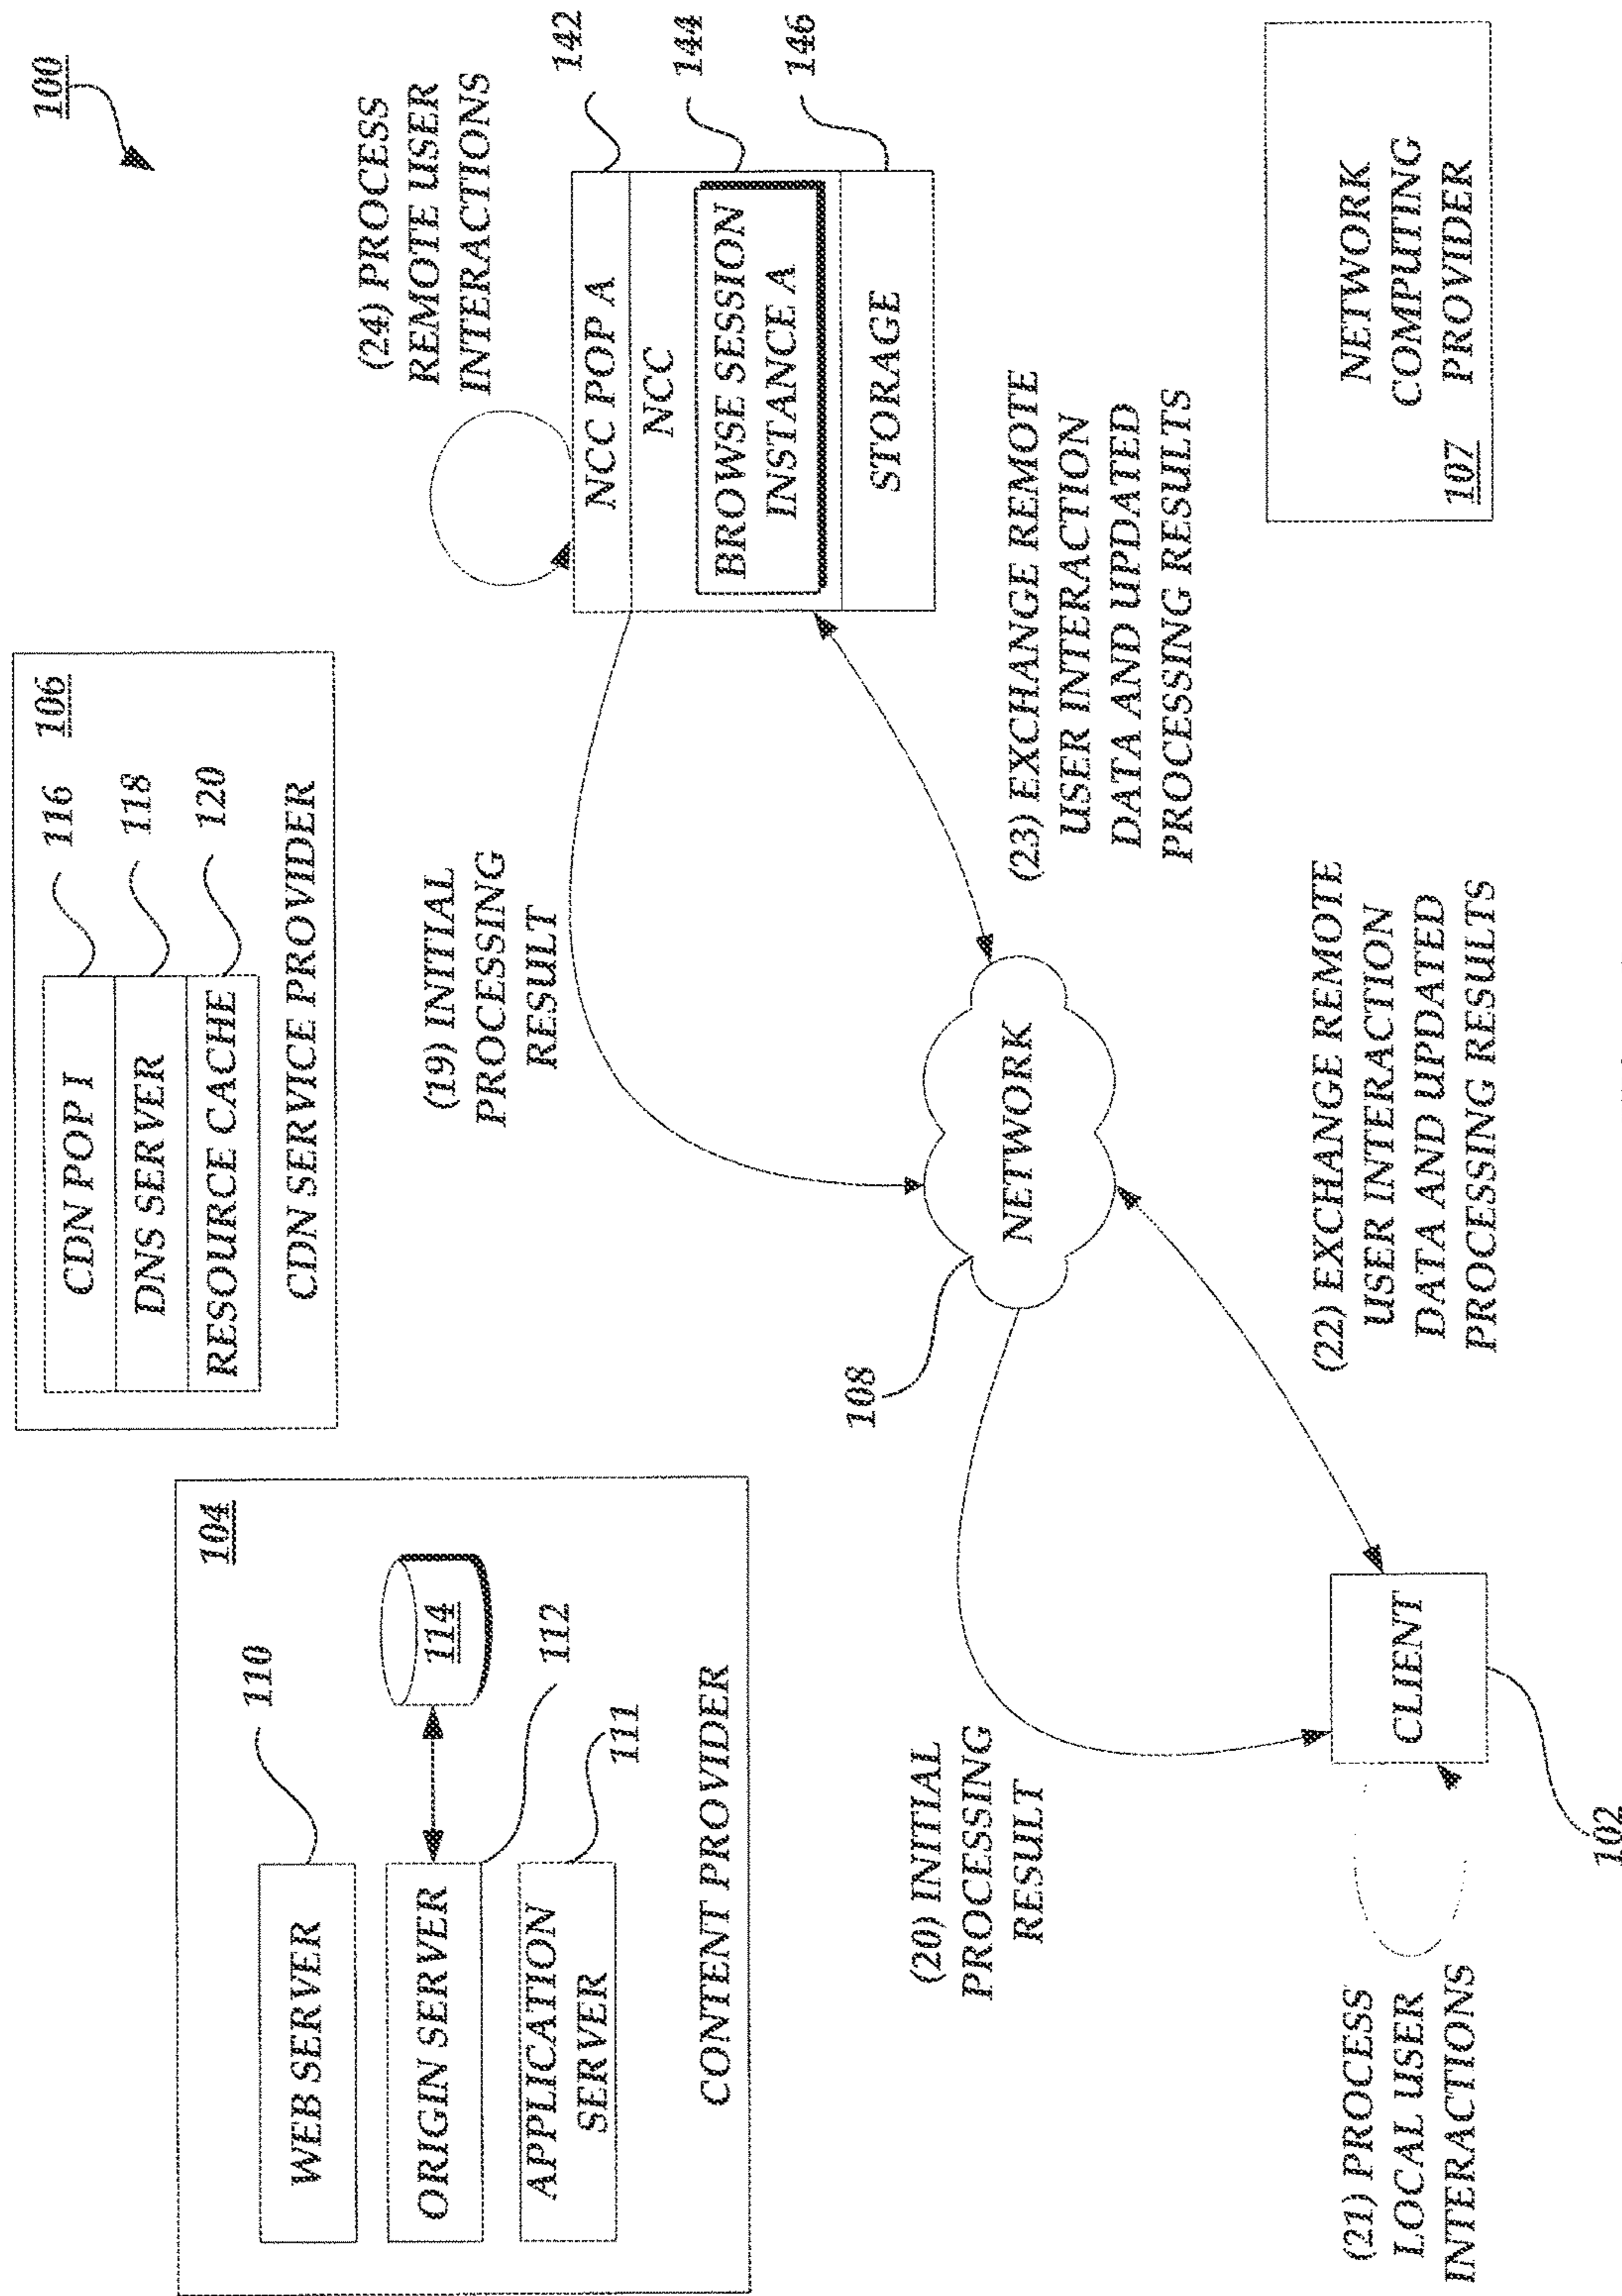 100
104
WEB SERVER
110
ORIGIN SERVER
114
112
APPLICATION
SERVER
111
CONTENT PROVIDER
106
CDN POP I
116
DNS SERVER
118
RESOURCE CACHE
120
CDN SERVICE PROVIDER
(24) PROCESS
REMOTE USER
INTERACTIONS
142
NCC POP A
NCC
144
BROWSE SESSION
INSTANCE A
146
STORAGE
(19) INITIAL
PROCESSING
RESULT
108
NETWORK
(20) INITIAL
PROCESSING
RESULT
(23) EXCHANGE REMOTE
USER INTERACTION
DATA AND UPDATED
PROCESSING RESULTS
(21) PROCESS
LOCAL USER
INTERACTIONS
CLIENT
102
(22) EXCHANGE REMOTE
USER INTERACTION
DATA AND UPDATED
PROCESSING RESULTS
NETWORK
COMPUTING
PROVIDER
107